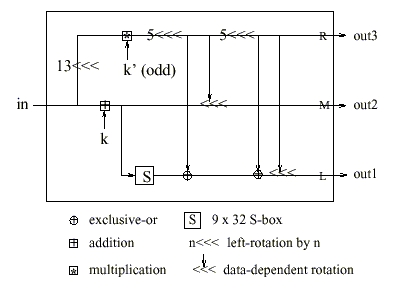 5<<< 5<<< R out3
13<<<
k' (odd)
in <<< M out2
k
S <<< L out1
exclusive-or S 9 x 32 S-box
addition n<<< left-rotation by n
multiplication <<< data-dependent rotation